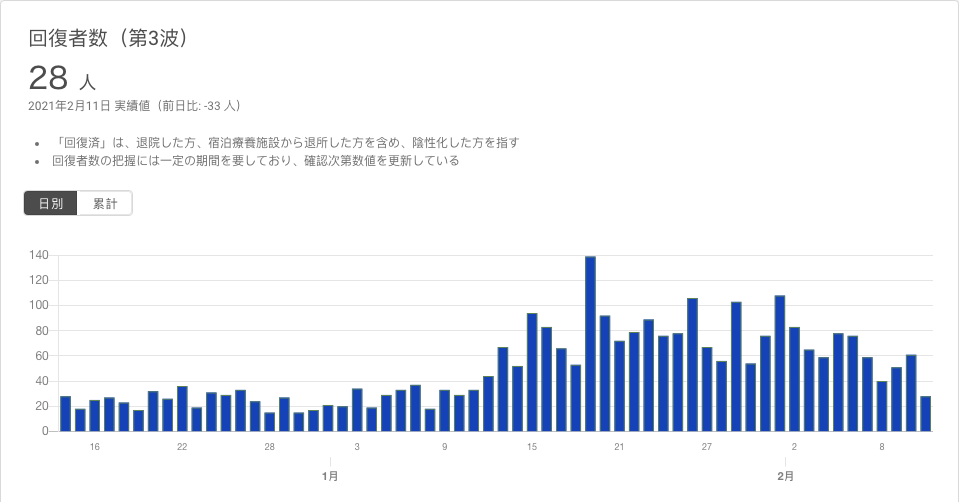 回復者数（第3波）
28 人
2021年2月11日 実績値（前日比: -33 人）
• 「回復済」は、退院した方、宿泊療養施設から退所した方を含め、陰性化した方を指す
• 回復者数の把握には一定の期間を要しており、確認次第数値を更新している
日別 累計
140
120
100
80
60
40
20
0
16 22 28 3 9 15 21 27 2 8
1月 2月